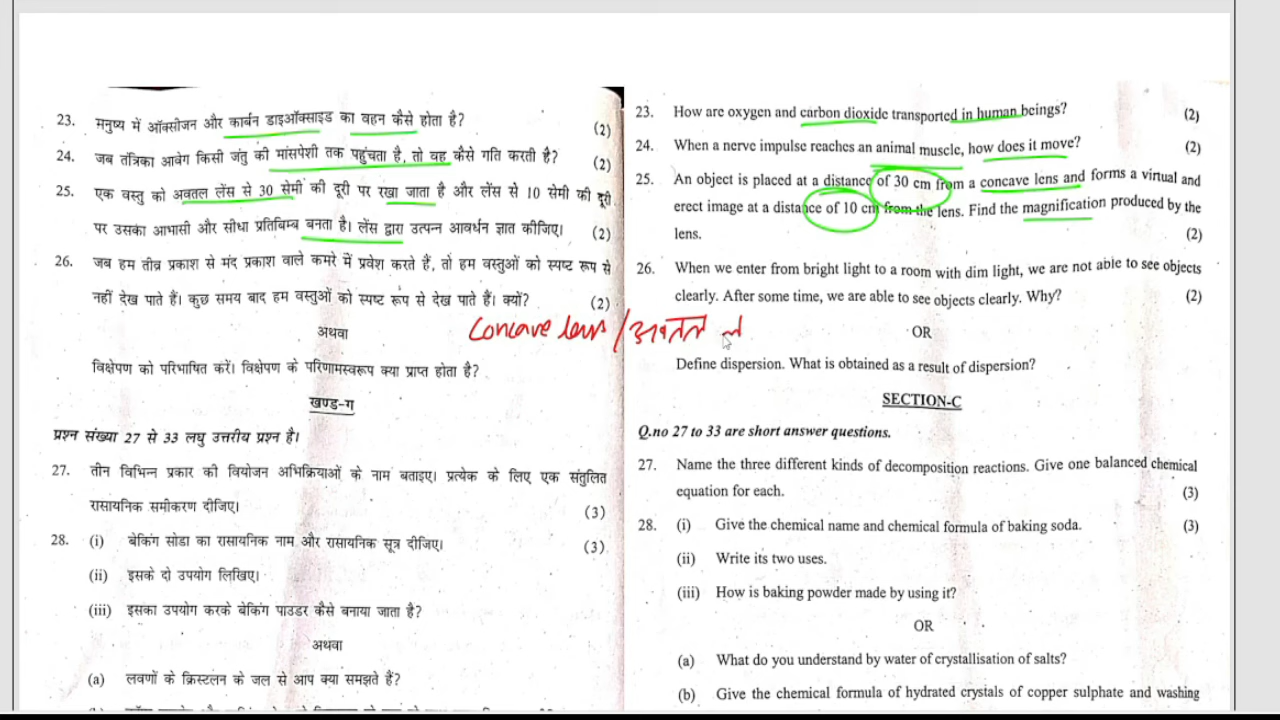 23. मनुष्य में ऑक्सीजन और कार्बन डाइऑक्साइड का वहन कैसे होता है? (2)
24. जब तंत्रिका आवेग किसी जंतु की मांसपेशी तक पहुंचता है, तो वह कैसे गति करती है? (2)
25. एक वस्तु को अवतल लेंस से 30 सेमी की दूरी पर रखा जाता है और लेंस से 10 सेमी की दूरी
पर उसका आभासी और सीधा प्रतिबिम्ब बनता है। लेंस द्वारा उत्पन्न आवर्धन ज्ञात कीजिए। (2)
26. जब हम तीव्र प्रकाश से मंद प्रकाश वाले कमरे में प्रवेश करते हैं, तो हम वस्तुओं को स्पष्ट रूप से
नहीं देख पाते हैं। कुछ समय बाद हम वस्तुओं को स्पष्ट रूप से देख पाते हैं। क्यों? (2)
अथवा
विक्षेपण को परिभाषित करें। विक्षेपण के परिणामस्वरूप क्या प्राप्त होता है?
खण्ड-ग
प्रश्न संख्या 27 से 33 लघु उत्तरीय प्रश्न है।
27. तीन विभिन्न प्रकार की वियोजन अभिक्रियाओं के नाम बताइए। प्रत्येक के लिए एक संतुलित
रासायनिक समीकरण दीजिए। (3)
28. (i) बेकिंग सोडा का रासायनिक नाम और रासायनिक सूत्र दीजिए। (3)
(ii) इसके दो उपयोग लिखिए।
(iii) इसका उपयोग करके बेकिंग पाउडर कैसे बनाया जाता है?
अथवा
(a) लवणों के क्रिस्टलन के जल से आप क्या समझते हैं?
Concave lens / अवतल ल
23. How are oxygen and carbon dioxide transported in human beings? (2)
24. When a nerve impulse reaches an animal muscle, how does it move? (2)
25. An object is placed at a distance of 30 cm from a concave lens and forms a virtual and
erect image at a distance of 10 cm from the lens. Find the magnification produced by the
lens. (2)
26. When we enter from bright light to a room with dim light, we are not able to see objects
clearly. After some time, we are able to see objects clearly. Why? (2)
OR
Define dispersion. What is obtained as a result of dispersion?
SECTION-C
Q.no 27 to 33 are short answer questions.
27. Name the three different kinds of decomposition reactions. Give one balanced chemical
equation for each. (3)
28. (i) Give the chemical name and chemical formula of baking soda. (3)
(ii) Write its two uses.
(iii) How is baking powder made by using it?
OR
(a) What do you understand by water of crystallisation of salts?
(b) Give the chemical formula of hydrated crystals of copper sulphate and washing